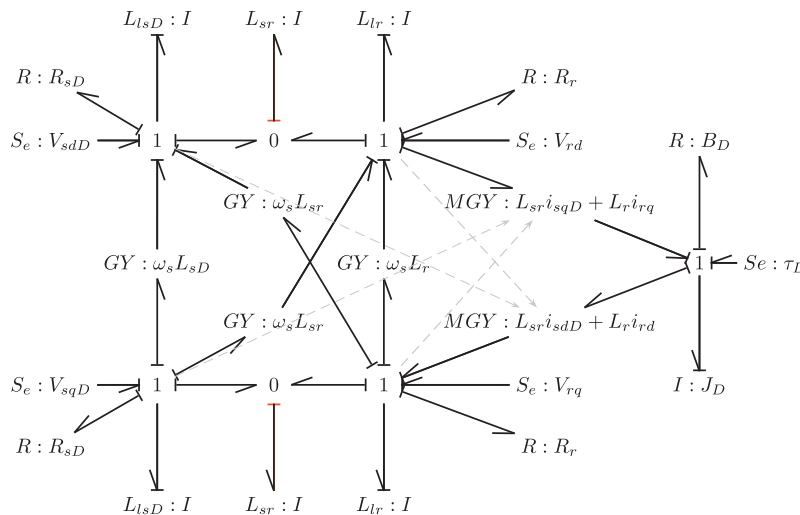 L_{lsD} : I   L_{sr} : I   L_{lr} : I
R : R_{sD}   R : R_r
S_e : V_{sdD}   1   0   1   S_e : V_{rd}   R : B_D
GY : ω_s L_{sr}   MGY : L_{sr} i_{sqD} + L_r i_{rq}
GY : ω_s L_{sD}   GY : ω_s L_r   1   Se : τ_D
GY : ω_s L_{sr}   MGY : L_{sr} i_{sdD} + L_r i_{rd}
S_e : V_{sqD}   1   0   1   S_e : V_{rq}   I : J_D
R : R_{sD}   R : R_r
L_{lsD} : I   L_{sr} : I   L_{lr} : I